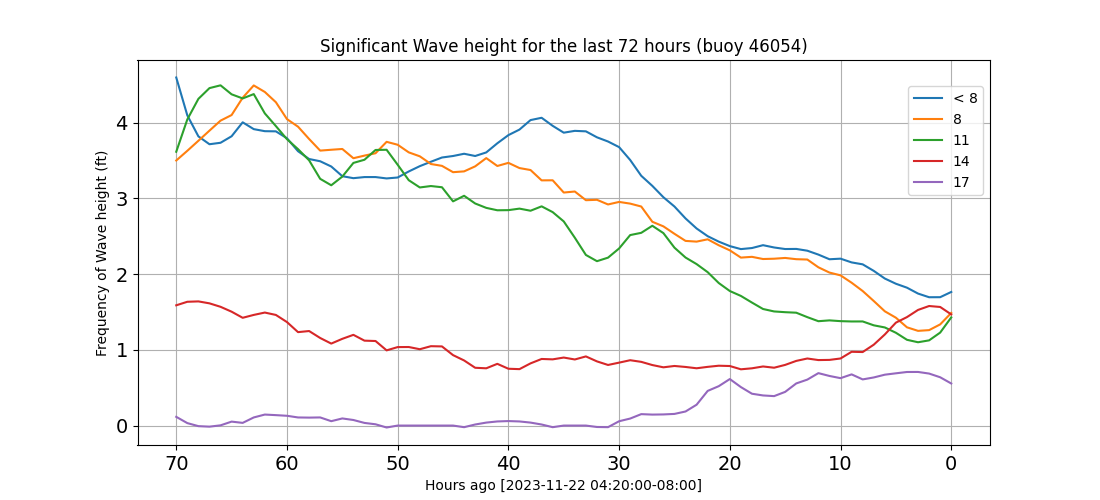 Significant Wave height for the last 72 hours (buoy 46054)
Frequency of Wave height (ft)
4
3
2
1
0
< 8
8
11
14
17
70 60 50 40 30 20 10 0
Hours ago [2023-11-22 04:20:00-08:00]